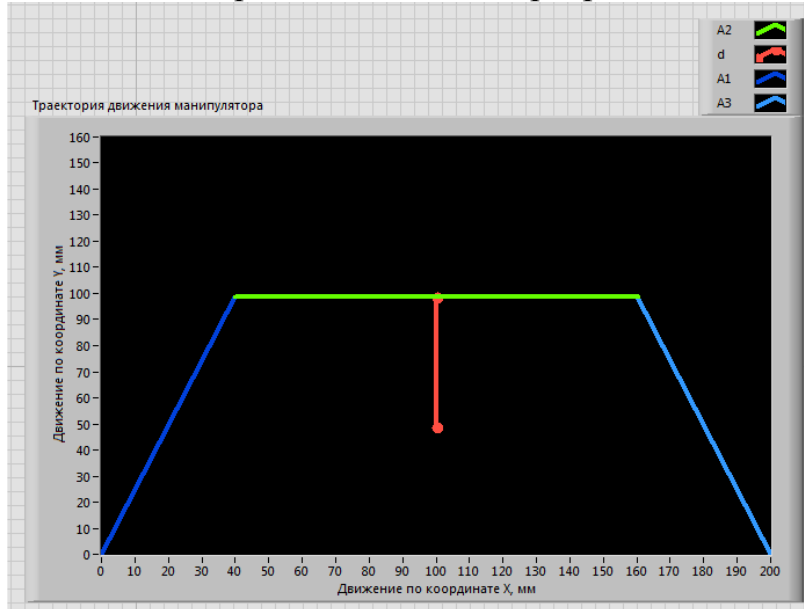 A2
d
A1
A3
Траектория движения манипулятора
160
150
140
130
120
110
100
90
80
70
60
50
40
30
20
10
0
Движение по координате Y, мм
0 10 20 30 40 50 60 70 80 90 100 110 120 130 140 150 160 170 180 190 200
Движение по координате X, мм